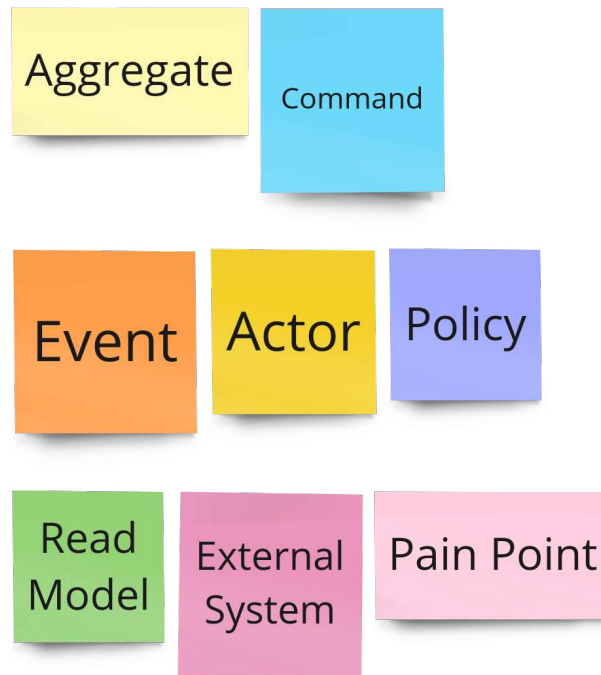 Aggregate
Command
Event
Actor
Policy
Read
Model
External
System
Pain Point